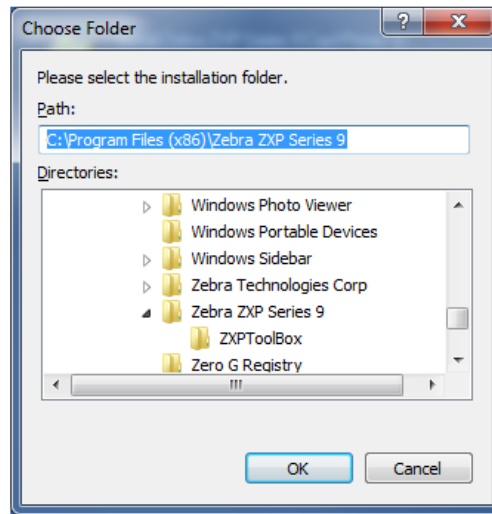 Choose Folder
Please select the installation folder.
Path:
C:\Program Files (x86)\Zebra ZXP Series 9
Directories:
Windows Photo Viewer
Windows Portable Devices
Windows Sidebar
Zebra Technologies Corp
Zebra ZXP Series 9
ZXPToolBox
Zero G Registry
OK Cancel